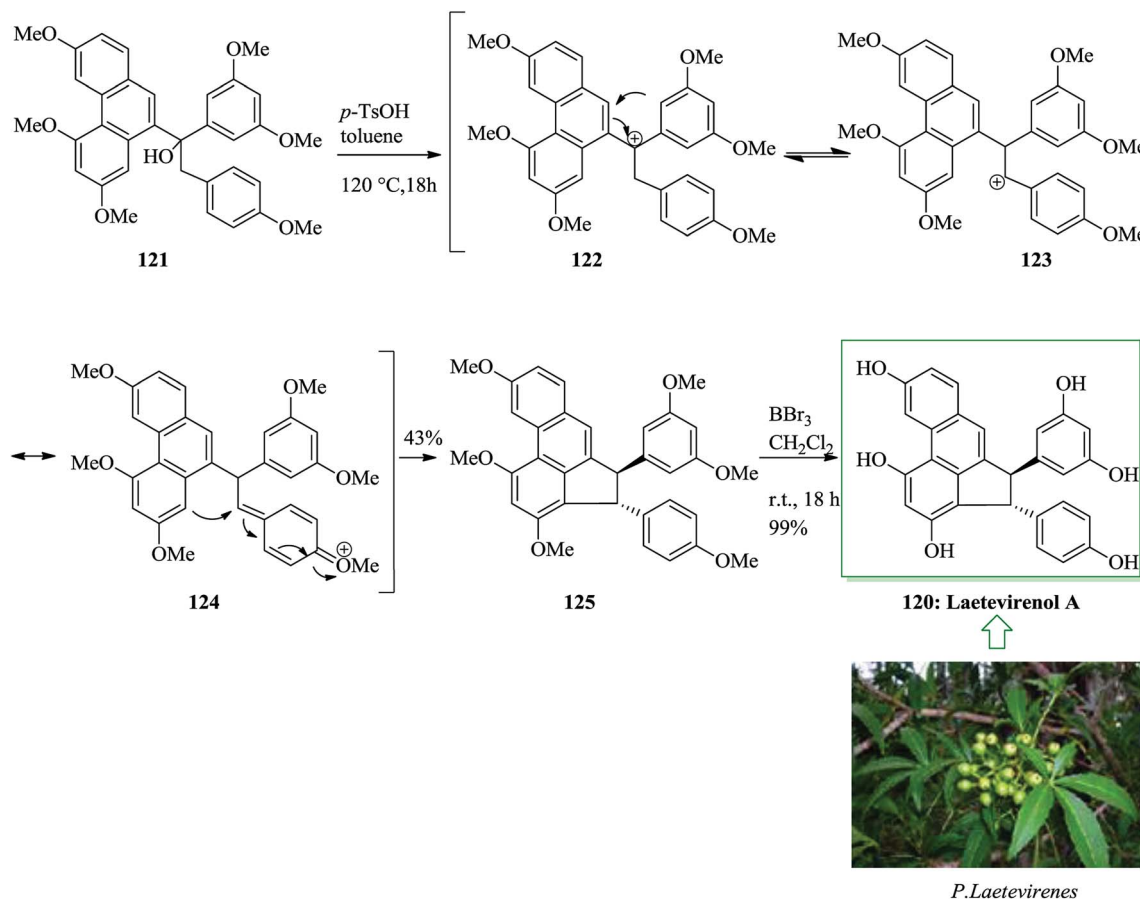 MeO
OMe
MeO
HO
OMe
OMe
OMe
121
p-TsOH
toluene
120 °C,18h
MeO
OMe
MeO
OMe
OMe
OMe
122
MeO
OMe
MeO
OMe
OMe
OMe
123
MeO
OMe
MeO
OMe
OMe
OMe
124
43%
MeO
OMe
MeO
OMe
OMe
OMe
125
BBr3
CH2Cl2
r.t., 18 h
99%
HO
OH
HO
OH
OH
OH
120: Laetevirenol A
P.Laetevirenes